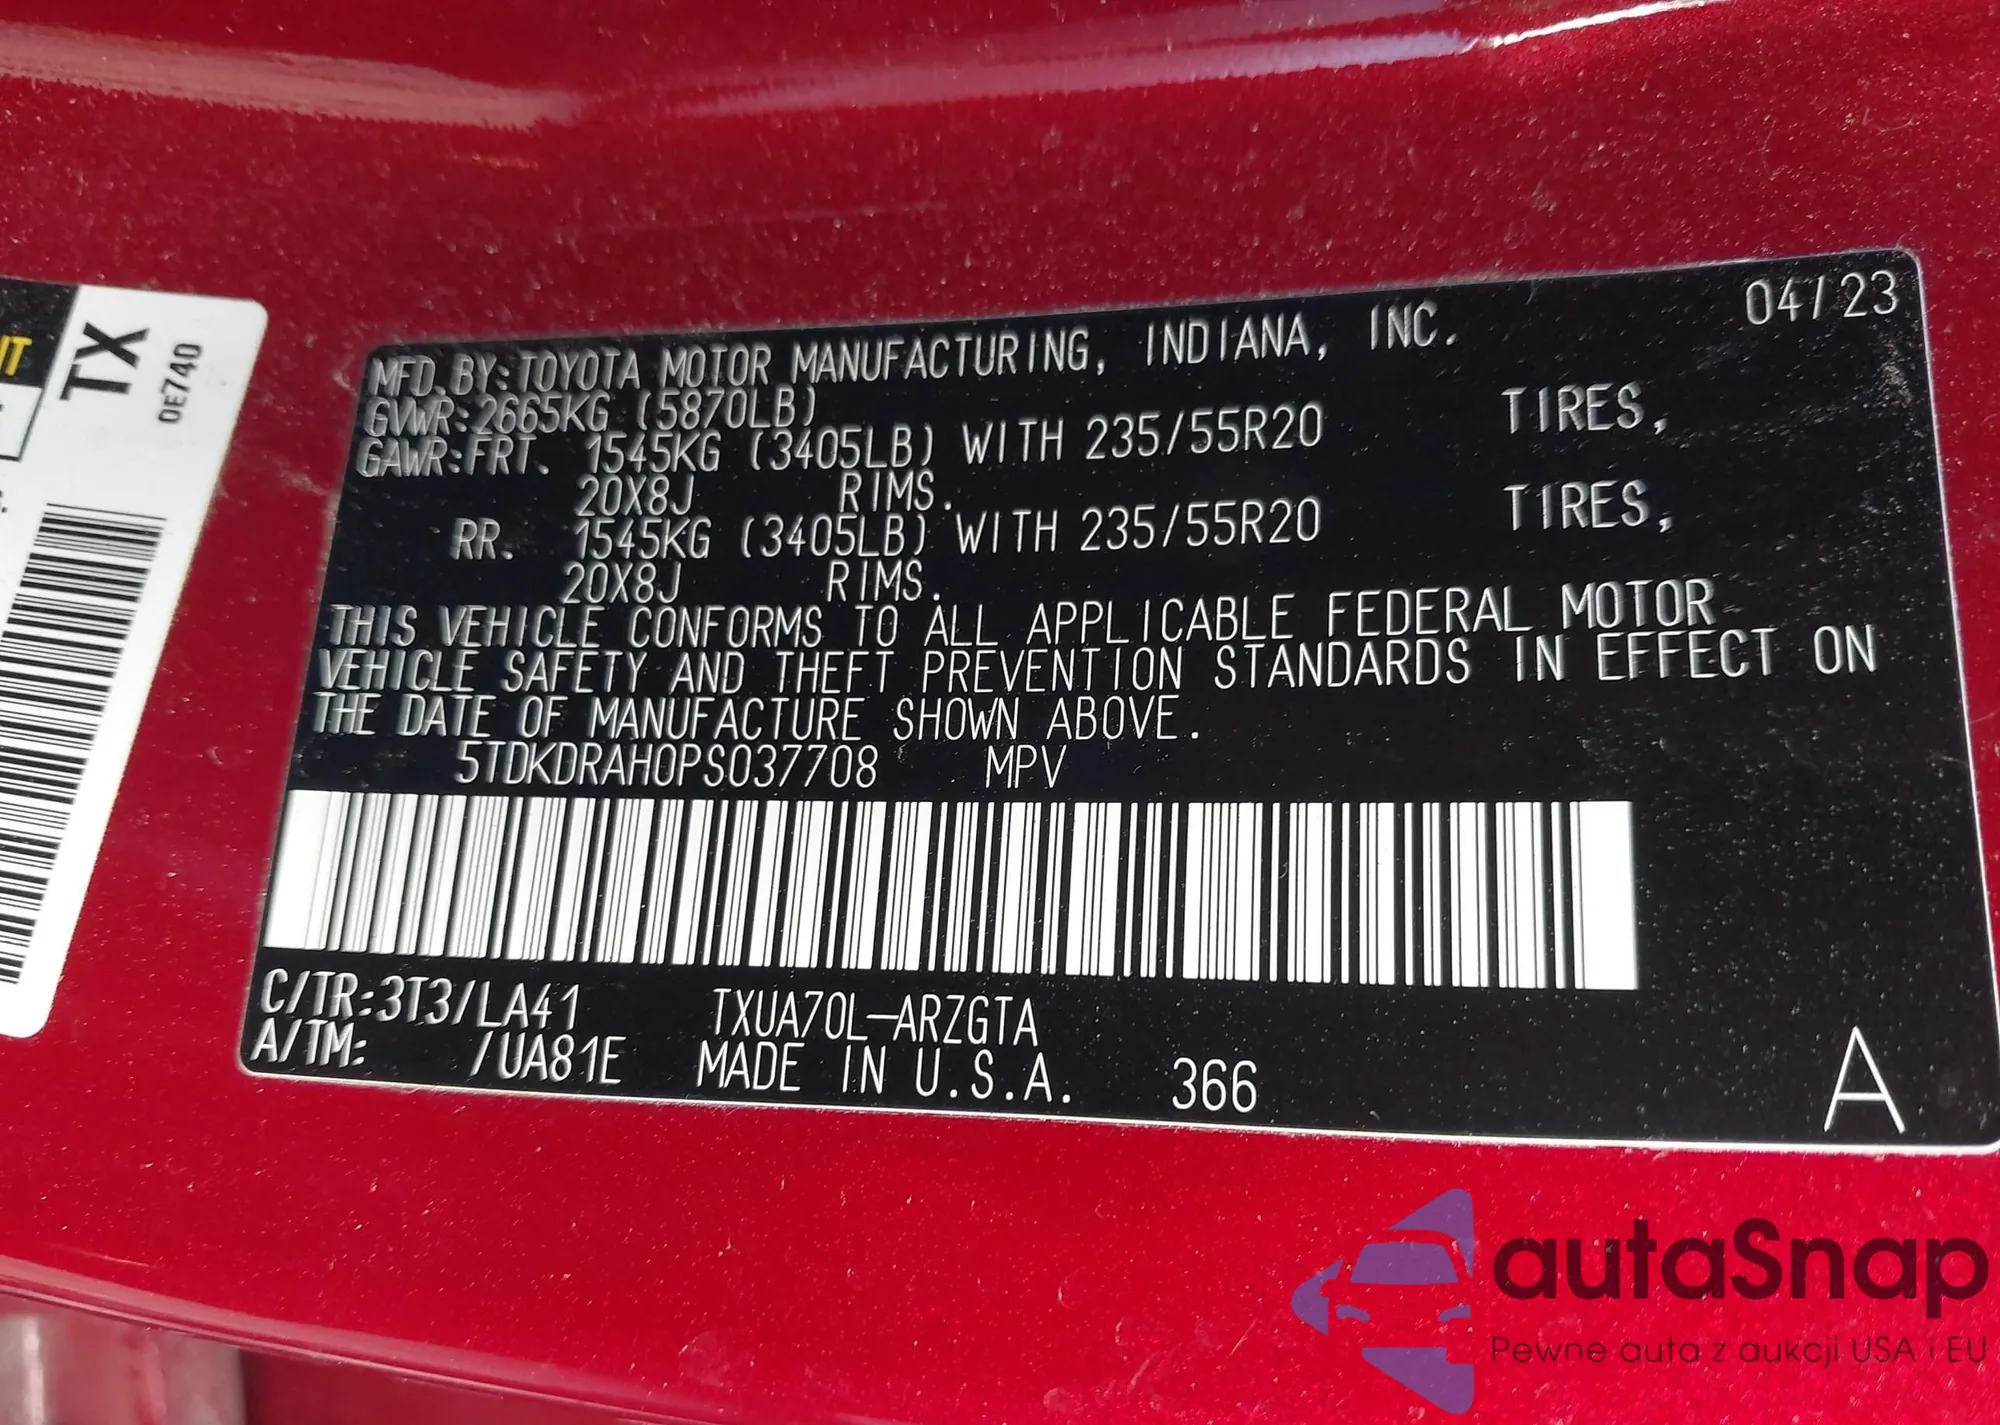 IT
TX
0E740
04/23
MFD. BY: TOYOTA MOTOR MANUFACTURING, INDIANA, INC.
GVWR: 2665KG (5870LB)
GAWR: FRT. 1545KG (3405LB) WITH 235/55R20 TIRES,
20X8J RIMS.
RR. 1545KG (3405LB) WITH 235/55R20 TIRES,
20X8J RIMS.
THIS VEHICLE CONFORMS TO ALL APPLICABLE FEDERAL MOTOR
VEHICLE SAFETY AND THEFT PREVENTION STANDARDS IN EFFECT ON
THE DATE OF MANUFACTURE SHOWN ABOVE.
5TDKDRAH0PS037708 MPV
C/TR: 3T3/LA41 TXUA70L-ARZGTA
A/TM: /UA81E MADE IN U.S.A. 366
A
autaSnap
Pewne auta z aukcji USA i EU